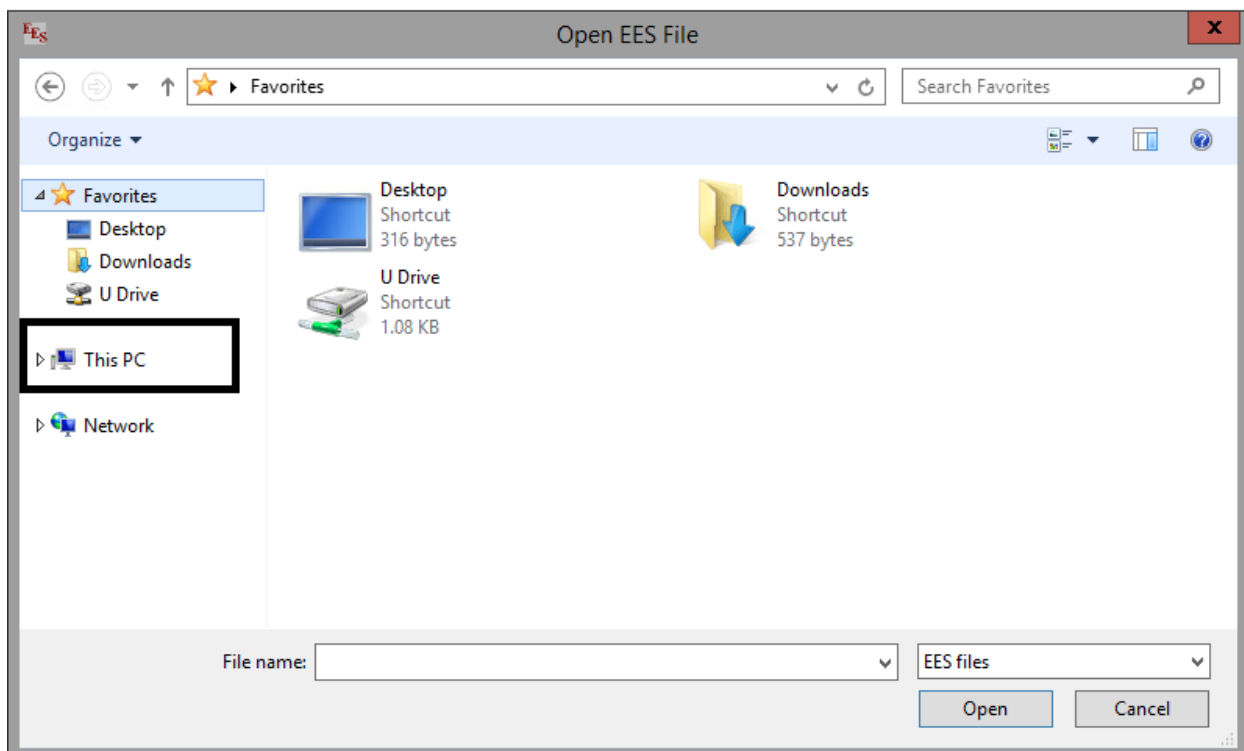 EES
Open EES File
x
Favorites
Search Favorites
Organize
Favorites
Desktop
Downloads
U Drive
This PC
Network
Desktop
Shortcut
316 bytes
Downloads
Shortcut
537 bytes
U Drive
Shortcut
1.08 KB
File name:
EES files
Open
Cancel